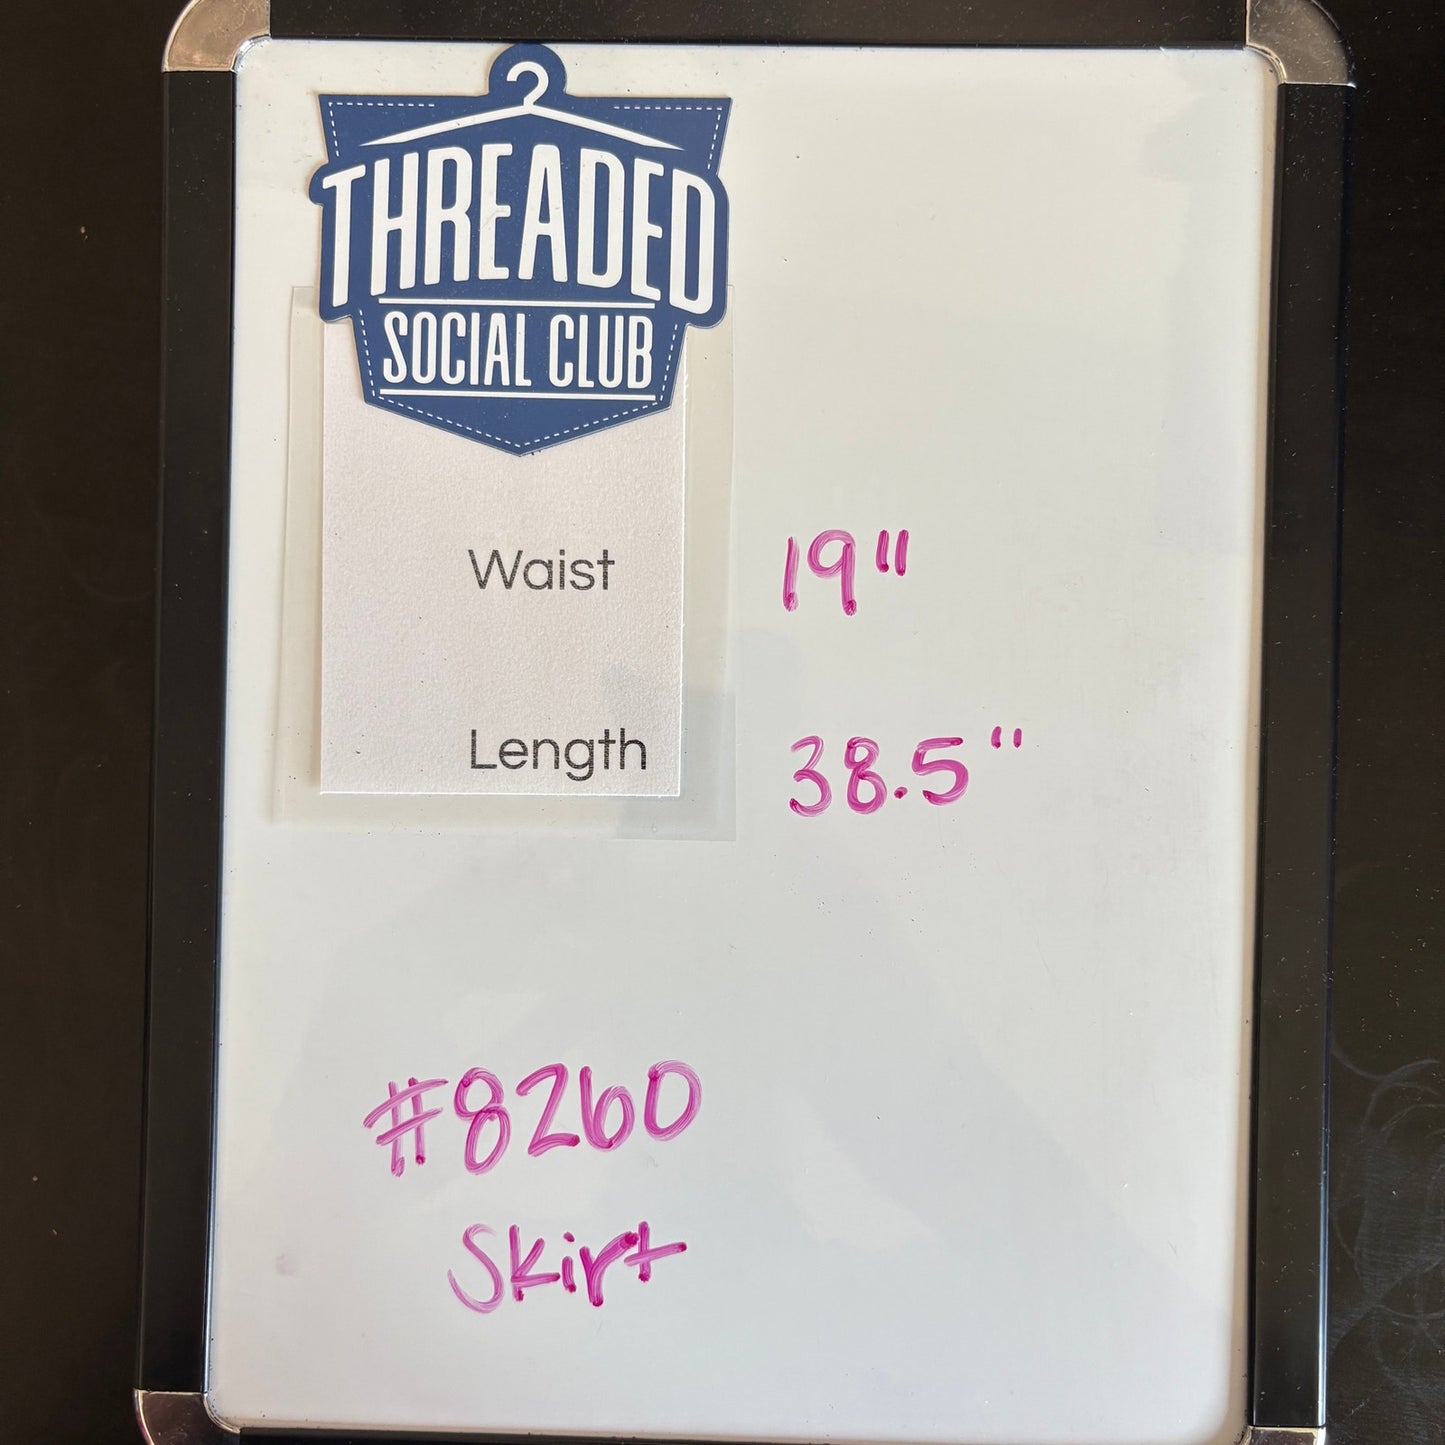 THREADED
SOCIAL CLUB
Waist 19"
Length 38.5"
#8260
Skirt